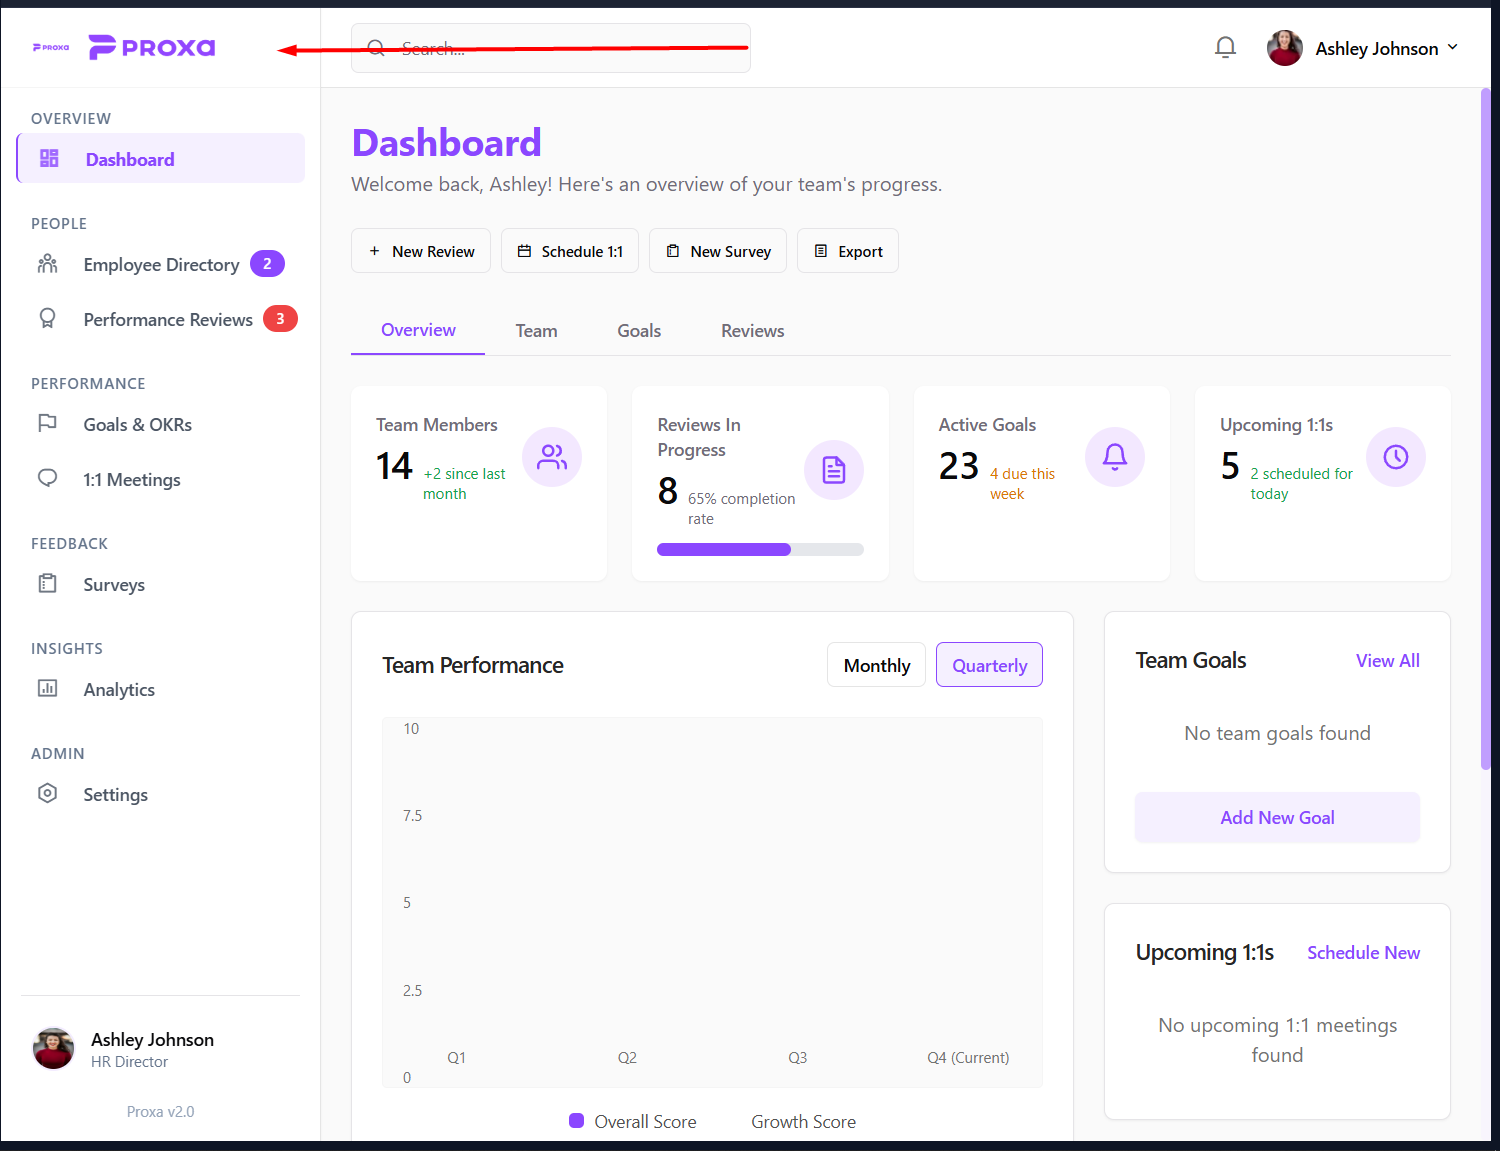 PROXA PROXA
Search...
Ashley Johnson
OVERVIEW
Dashboard
PEOPLE
Employee Directory 2
Performance Reviews 3
PERFORMANCE
Goals & OKRs
1:1 Meetings
FEEDBACK
Surveys
INSIGHTS
Analytics
ADMIN
Settings
Ashley Johnson
HR Director
Proxa v2.0
Dashboard
Welcome back, Ashley! Here's an overview of your team's progress.
+ New Review
Schedule 1:1
New Survey
Export
Overview Team Goals Reviews
Team Members
14 +2 since last
month
Reviews In
Progress
8 65% completion
rate
Active Goals
23 4 due this
week
Upcoming 1:1s
5 2 scheduled for
today
Team Performance
Monthly Quarterly
10
7.5
5
2.5
0
Q1 Q2 Q3 Q4 (Current)
Overall Score Growth Score
Team Goals View All
No team goals found
Add New Goal
Upcoming 1:1s Schedule New
No upcoming 1:1 meetings
found